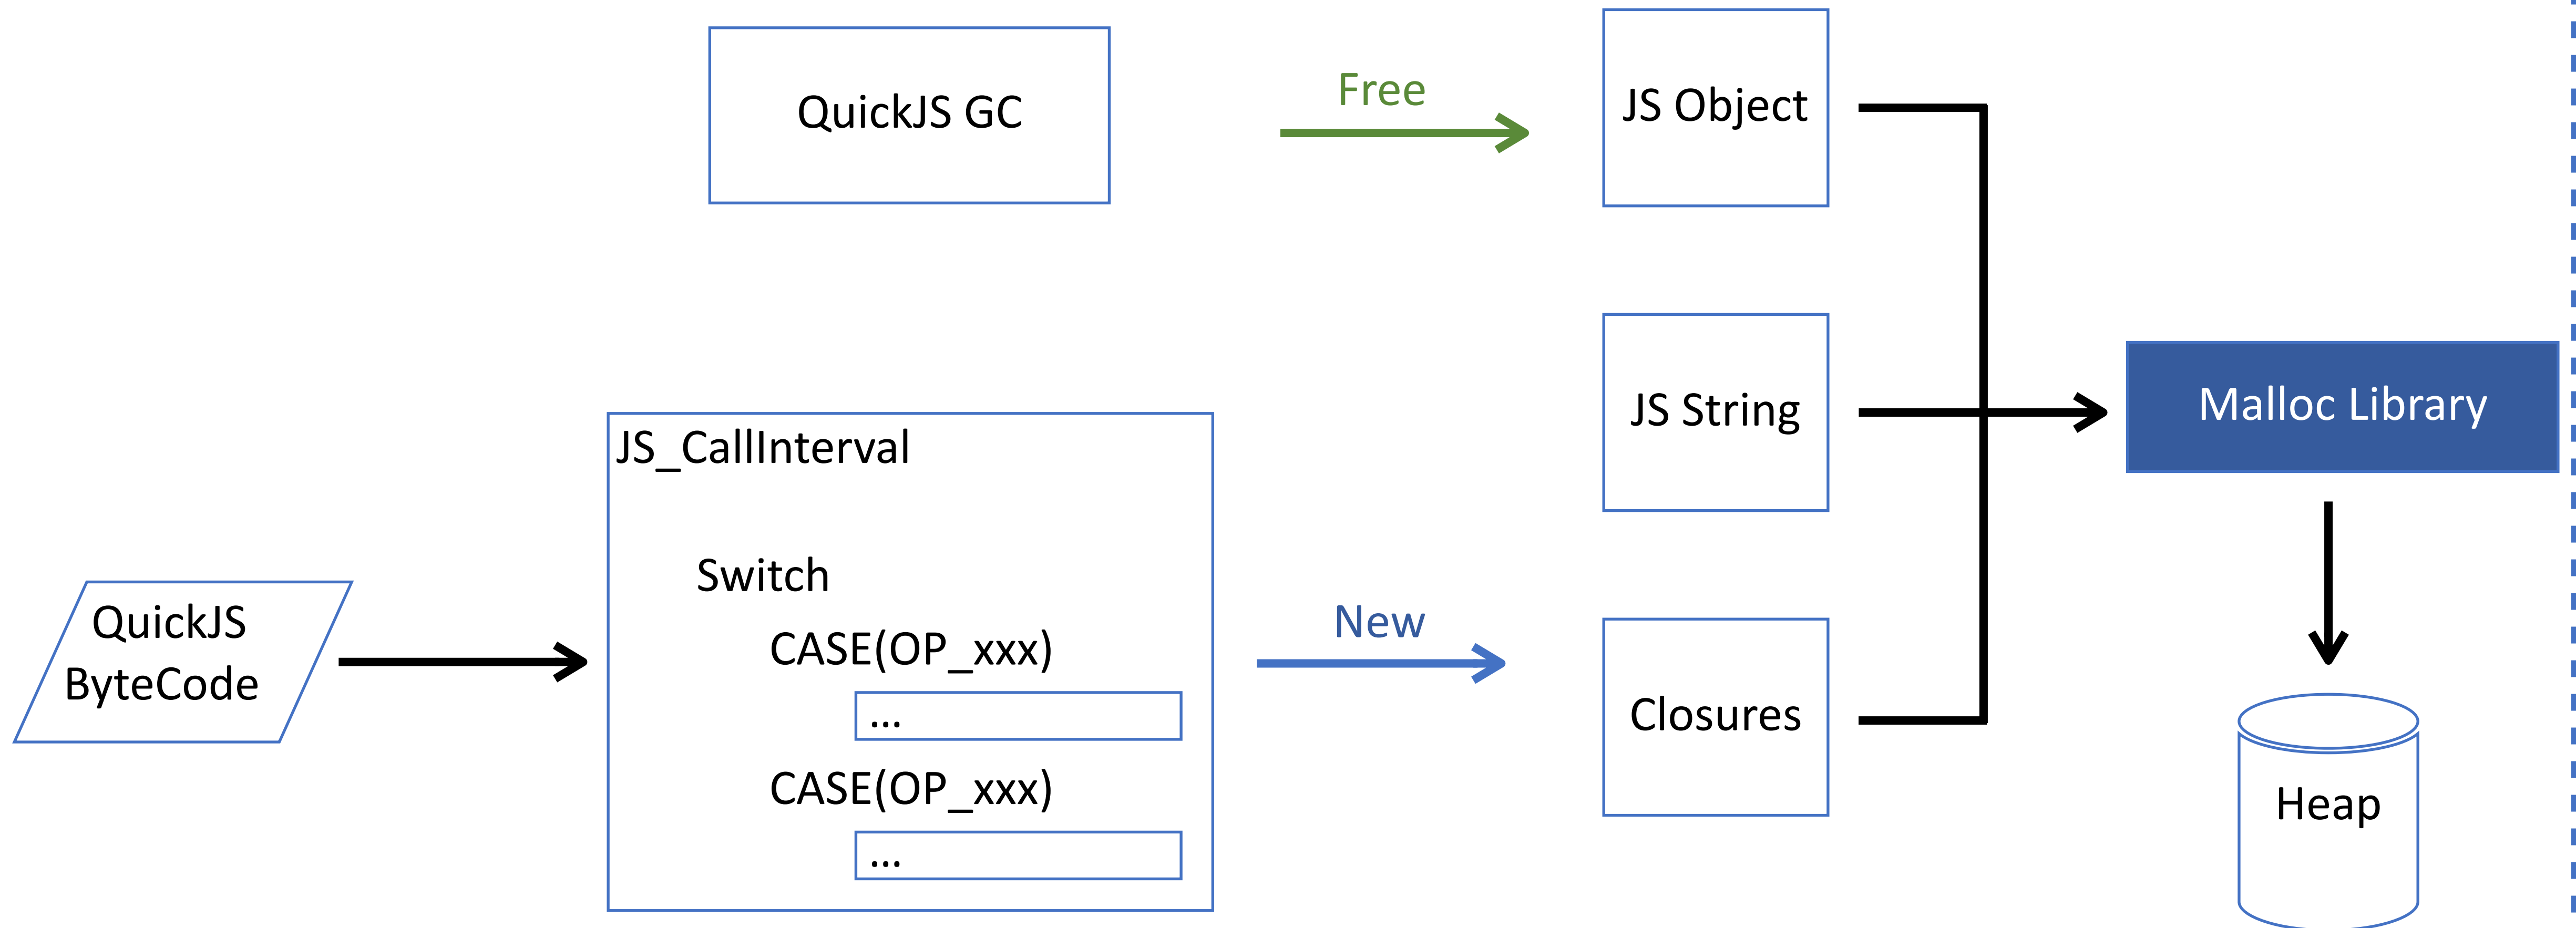 QuickJS GC
Free
JS Object
JS String
Malloc Library
JS_CallInterval
Switch
CASE(OP_xxx)
...
CASE(OP_xxx)
...
QuickJS
ByteCode
New
Closures
Heap